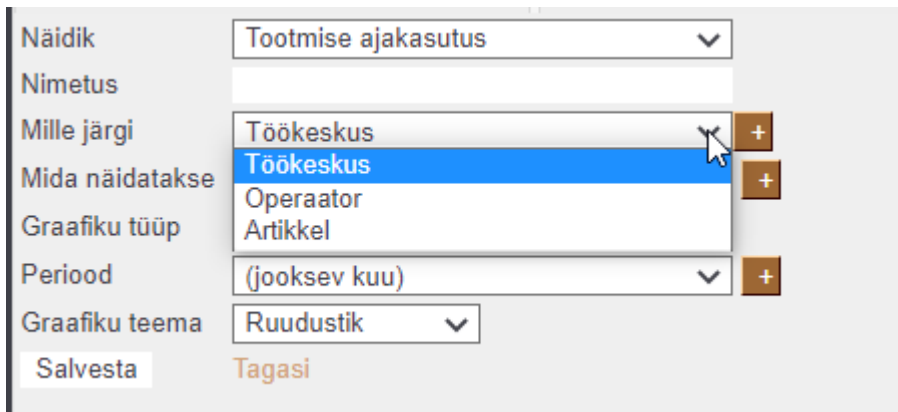 Näidik Tootmise ajakasutus
Nimetus
Mille järgi Töökeskus +
Töökeskus
Mida näidatakse +
Operaator
Graafiku tüüp Artikkel
Periood (jooksev kuu) +
Graafiku teema Ruudustik
Salvesta Tagasi